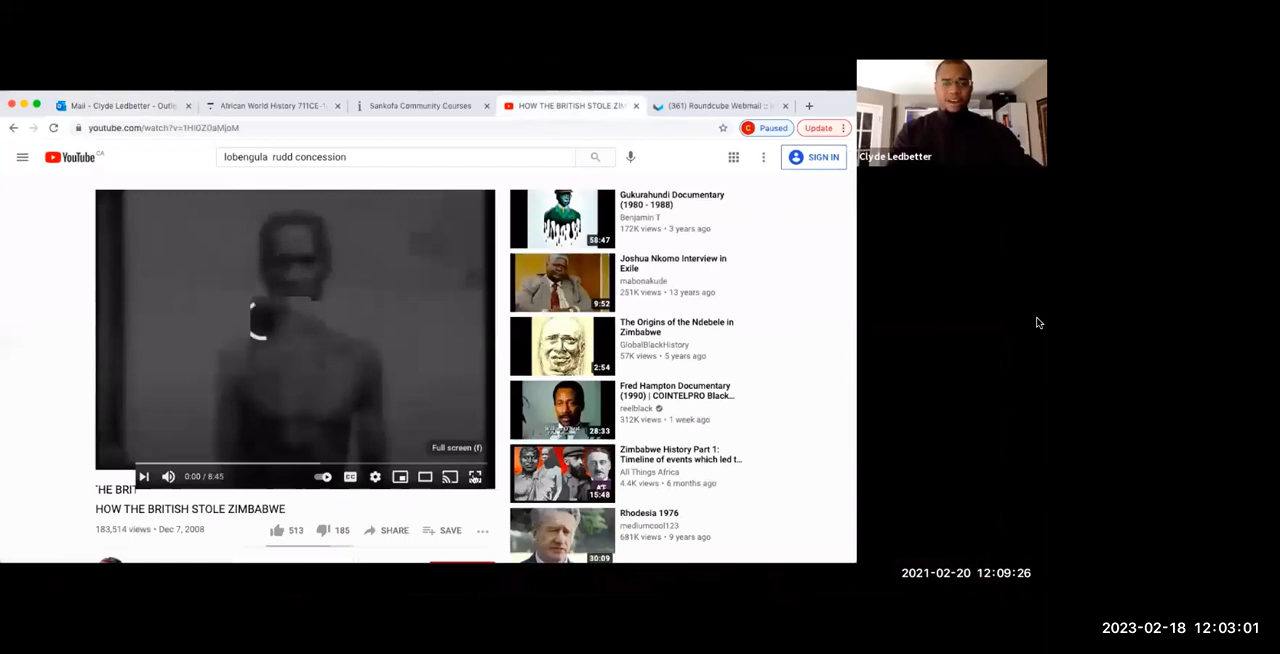 Mail - Clyde Ledbetter - Outlo
African World History 711CE-1
Sankofa Community Courses
HOW THE BRITISH STOLE ZIM
(361) Roundcube Webmail ::
youtube.com/watch?v=1HI0Z0aMjoM
Paused
Update
YouTube CA
lobengula rudd concession
SIGN IN
Full screen (f)
0:00 / 8:45
CC
'HE BRIT
HOW THE BRITISH STOLE ZIMBABWE
183,514 views • Dec 7, 2008
513
185
SHARE
SAVE
Gukurahundi Documentary
(1980 - 1988)
Benjamin T
172K views • 3 years ago
58:47
Joshua Nkomo Interview in
Exile
mabonakude
251K views • 13 years ago
9:52
The Origins of the Ndebele in
Zimbabwe
GlobalBlackHistory
57K views • 5 years ago
2:54
Fred Hampton Documentary
(1990) | COINTELPRO Black...
reelblack
312K views • 1 week ago
28:33
Zimbabwe History Part 1:
Timeline of events which led t...
All Things Africa
4.4K views • 6 months ago
15:48
Rhodesia 1976
mediumcool123
681K views • 9 years ago
30:09
Clyde Ledbetter
2021-02-20 12:09:26
2023-02-18 12:03:01